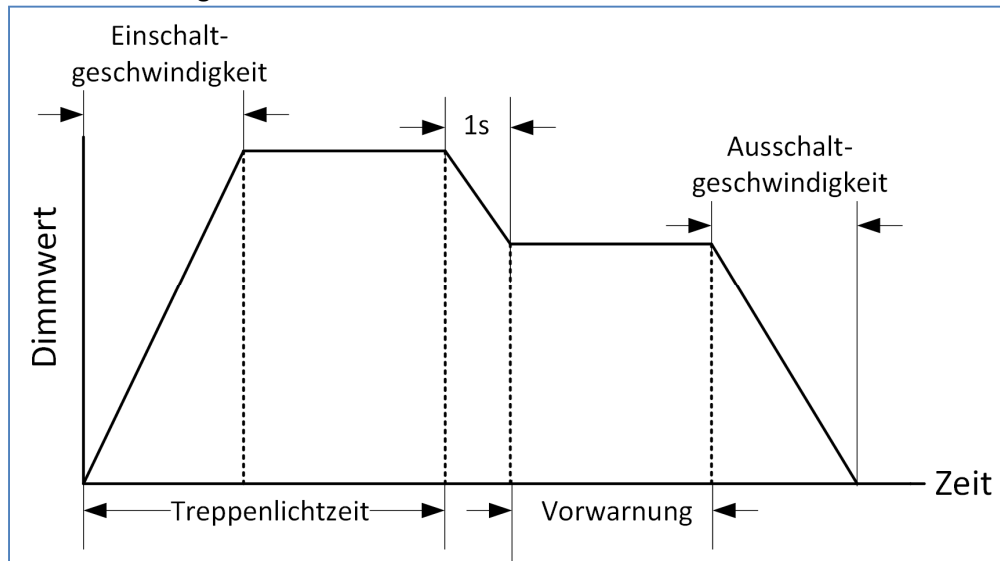 Einschalt-
geschwindigkeit
1s
Ausschalt-
geschwindigkeit
Dimmwert
Zeit
Treppenlichtzeit
Vorwarnung